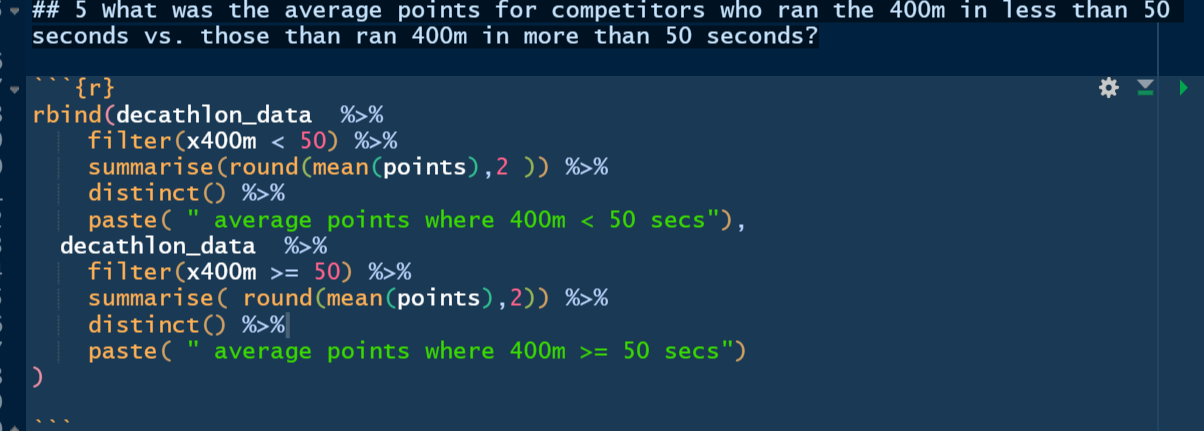 ## 5 What was the average points for competitors who ran the 400m in less than 50
seconds vs. those than ran 400m in more than 50 seconds?
```{r}
rbind(decathlon_data  %>%
    filter(x400m < 50) %>%
    summarise(round(mean(points),2 )) %>%
    distinct() %>%
    paste( " average points where 400m < 50 secs"),
  decathlon_data  %>%
    filter(x400m >= 50) %>%
    summarise( round(mean(points),2)) %>%
    distinct() %>%
    paste( " average points where 400m >= 50 secs")
)
```